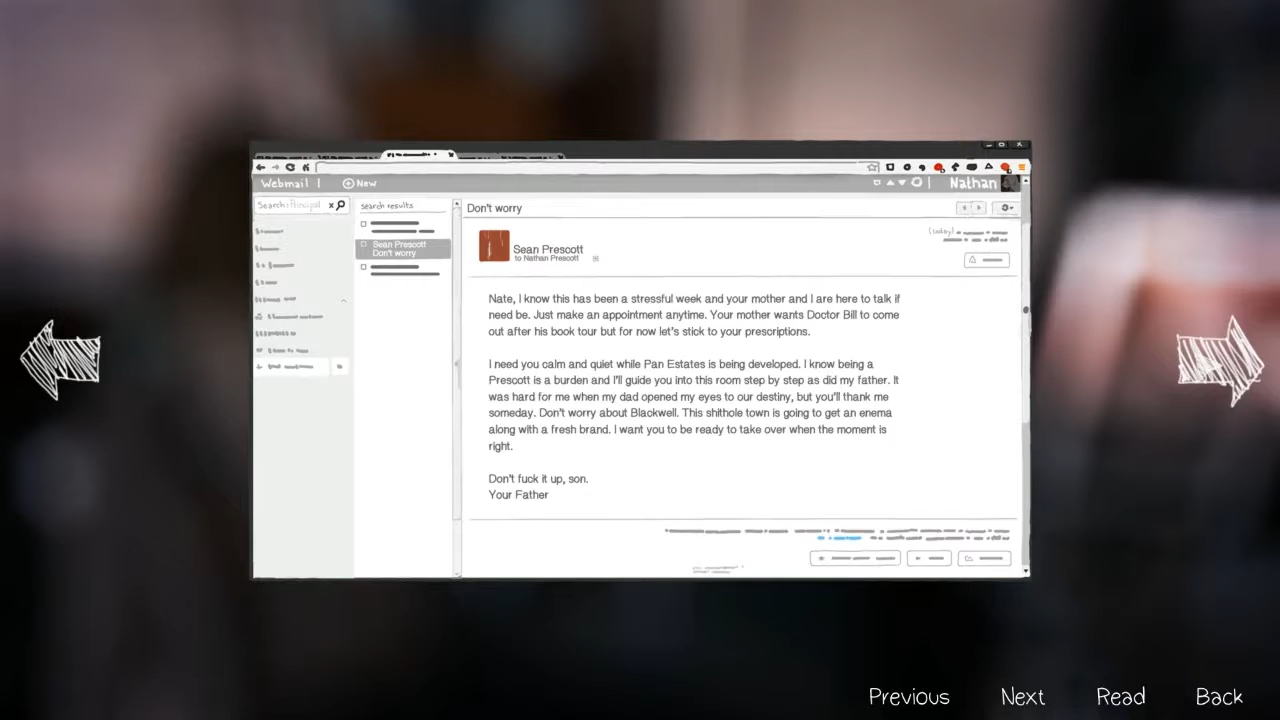 Webmail |
New
Nathan
Search: Principal x
search results
Sean Prescott
Don't worry
Don't worry
Sean Prescott
to Nathan Prescott
(today)
Nate, I know this has been a stressful week and your mother and I are here to talk if
need be. Just make an appointment anytime. Your mother wants Doctor Bill to come
out after his book tour but for now let's stick to your prescriptions.
I need you calm and quiet while Pan Estates is being developed. I know being a
Prescott is a burden and I'll guide you into this room step by step as did my father. It
was hard for me when my dad opened my eyes to our destiny, but you'll thank me
someday. Don't worry about Blackwell. This shithole town is going to get an enema
along with a fresh brand. I want you to be ready to take over when the moment is
right.
Don't fuck it up, son.
Your Father
Previous Next Read Back